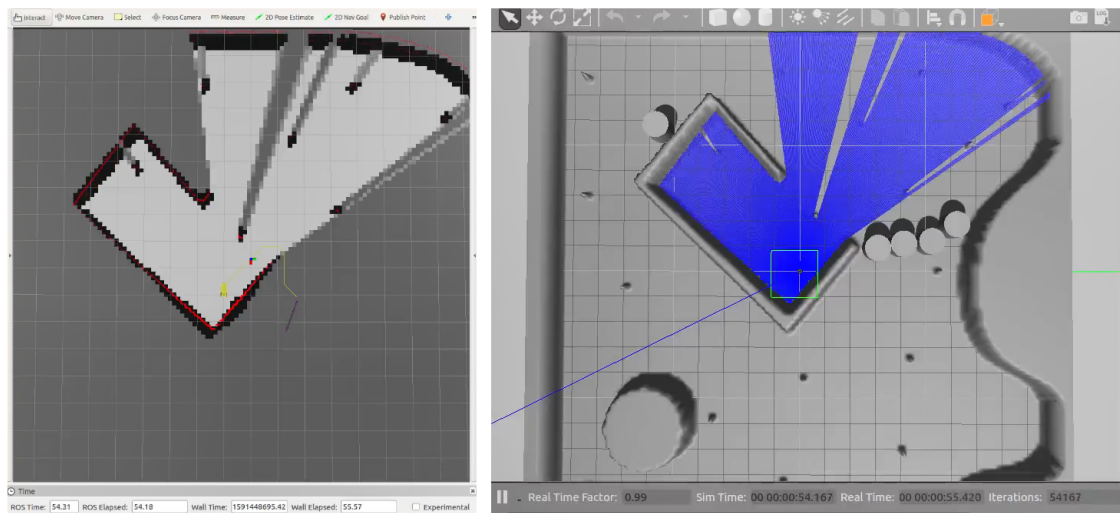 Interact Move Camera Select Focus Camera Measure 2D Pose Estimate 2D Nav Goal Publish Point
LOG
Time
ROS Time: 54.31 ROS Elapsed: 54.18 Wall Time: 1591448695.42 Wall Elapsed: 55.57 Experimental
Real Time Factor: 0.99 Sim Time: 00 00:00:54.167 Real Time: 00 00:00:55.420 Iterations: 54167